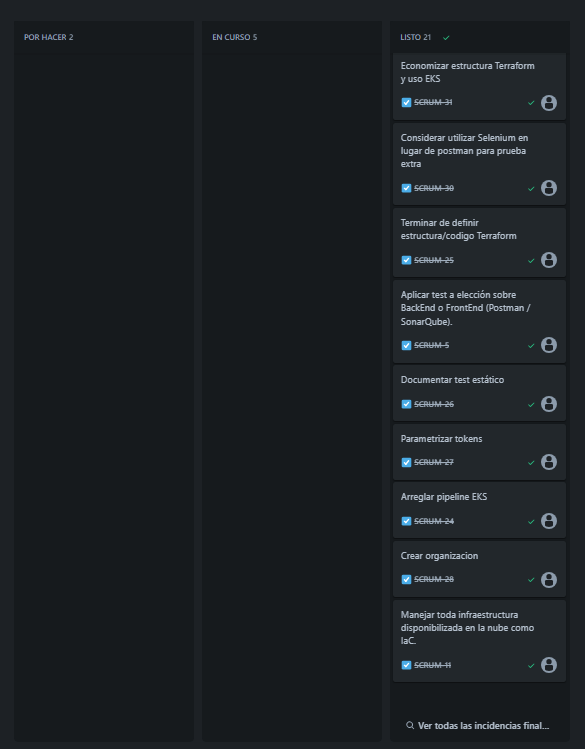 POR HACER 2
EN CURSO 5
LISTO 21
Economizar estructura Terraform
y uso EKS
SCRUM-31
Considerar utilizar Selenium en
lugar de postman para prueba
extra
SCRUM-30
Terminar de definir
estructura/codigo Terraform
SCRUM-25
Aplicar test a elección sobre
BackEnd o FrontEnd (Postman /
SonarQube).
SCRUM-5
Documentar test estático
SCRUM-26
Parametrizar tokens
SCRUM-27
Arreglar pipeline EKS
SCRUM-24
Crear organizacion
SCRUM-28
Manejar toda infraestructura
disponibilizada en la nube como
IaC.
SCRUM-11
Ver todas las incidencias final...